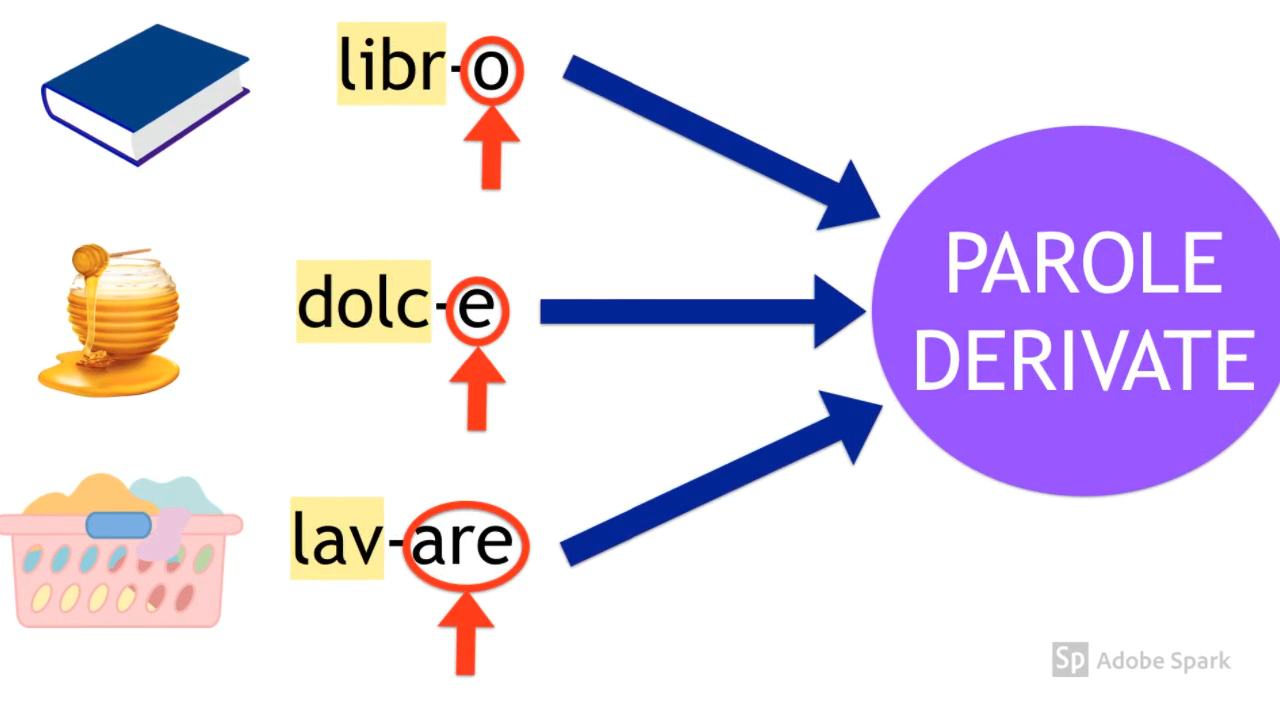 libr-o
dolc-e
lav-are
PAROLE
DERIVATE
Sp Adobe Spark